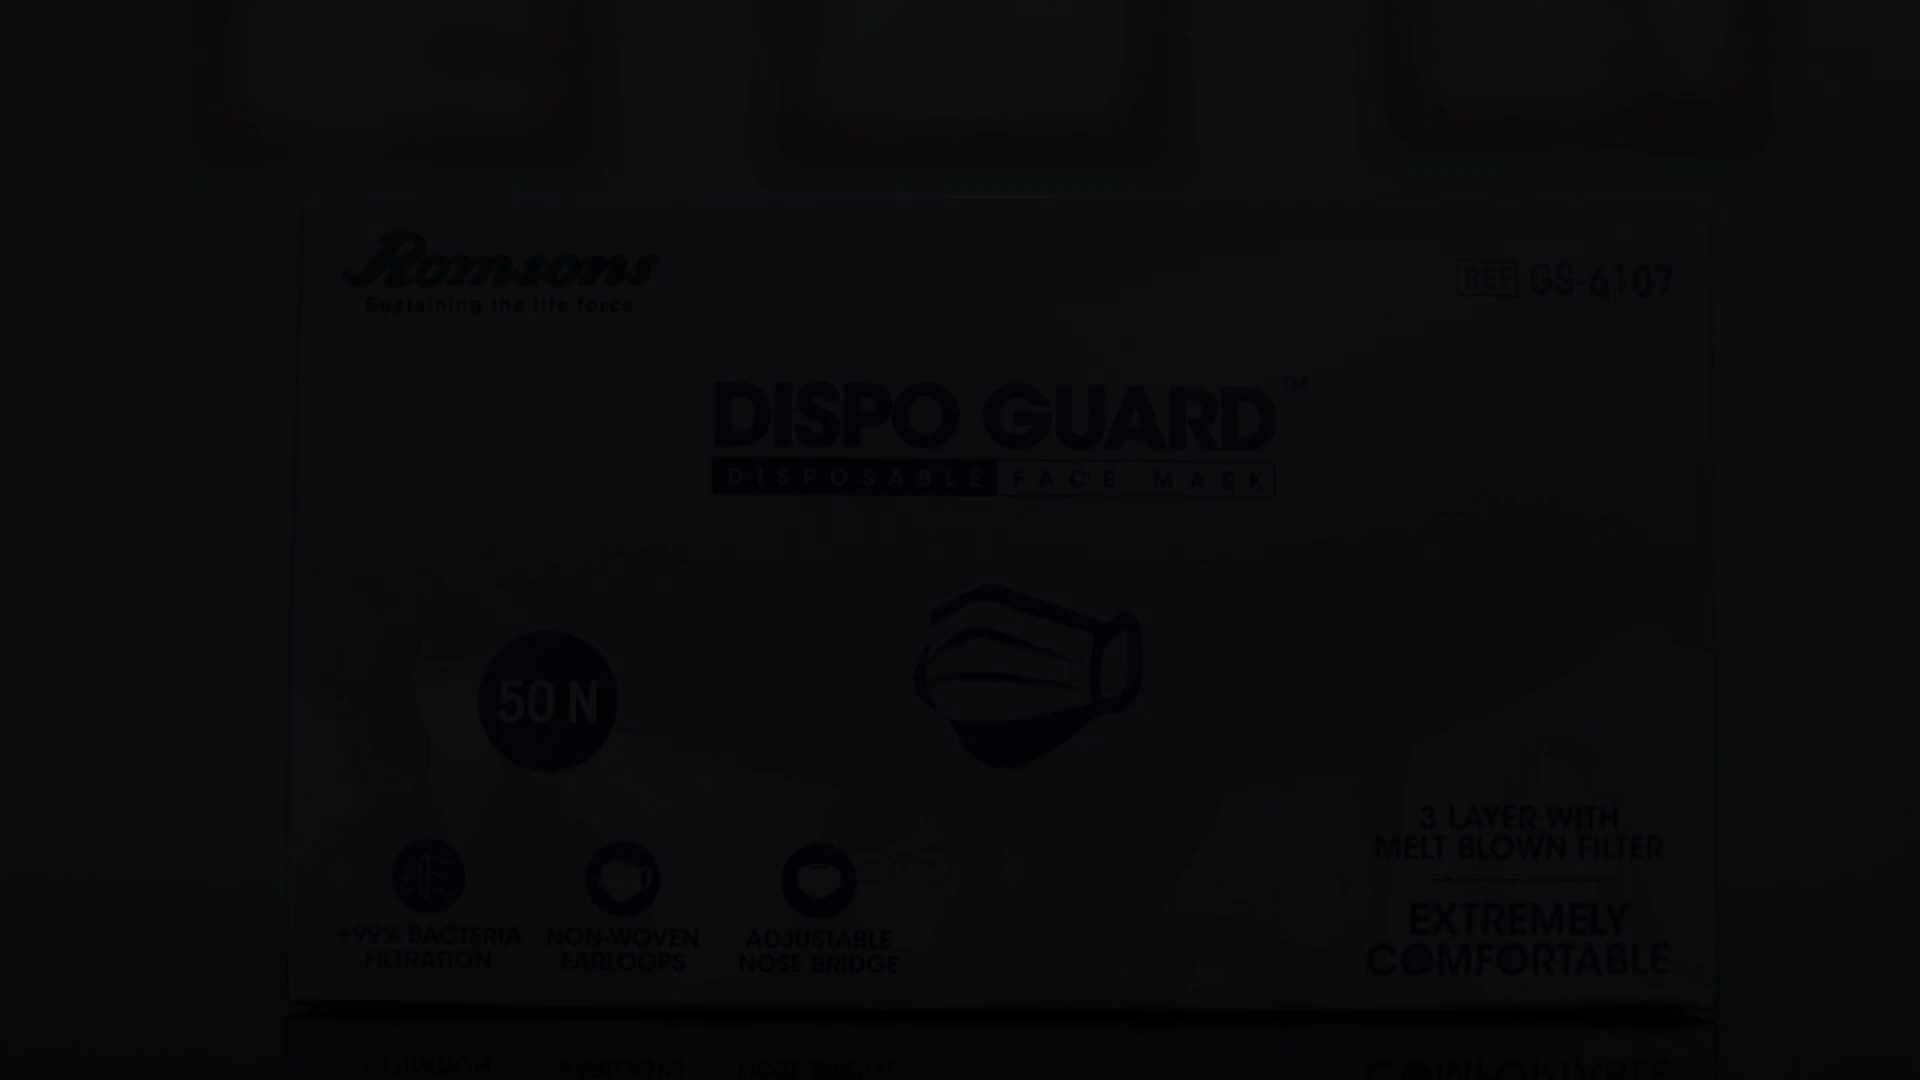 Romsons
Sustaining the life force
REF GS-6107
DISPO GUARD™
DISPOSABLE FACE MASK
50 N
3 LAYER WITH
MELT BLOWN FILTER
EXTREMELY
COMFORTABLE
+99% BACTERIA
FILTRATION
NON-WOVEN
EARLOOPS
ADJUSTABLE
NOSE BRIDGE